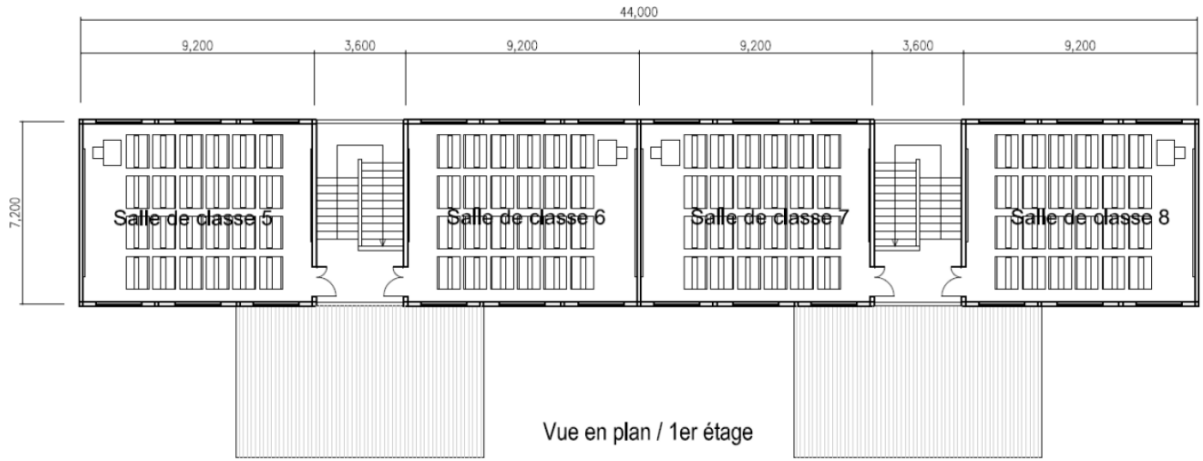 44,000
9,200 3,600 9,200 9,200 3,600 9,200
7,200
Salle de classe 5 Salle de classe 6 Salle de classe 7 Salle de classe 8
Vue en plan / 1er étage